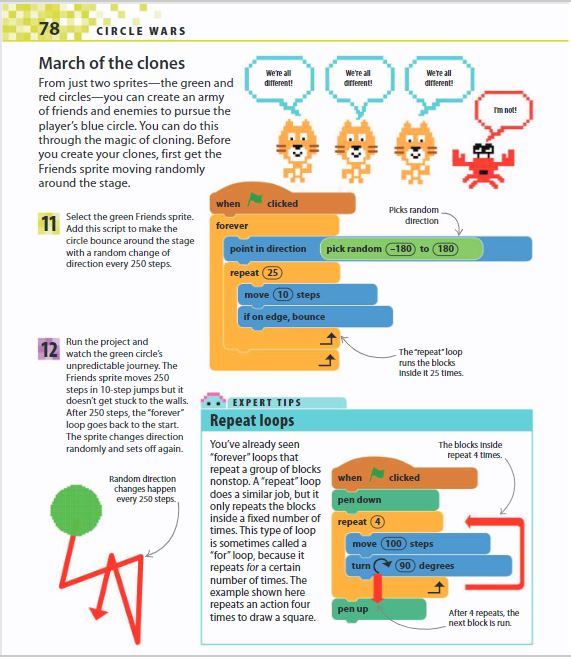 78
CIRCLE WARS
March of the clones
From just two sprites—the green and
red circles—you can create an army
of friends and enemies to pursue the
player's blue circle. You can do this
through the magic of cloning. Before
you create your clones, first get the
Friends sprite moving randomly
around the stage.
We're all
different!
We're all
different!
We're all
different!
I'm not!
11
Select the green Friends sprite.
Add this script to make the
circle bounce around the stage
with a random change of
direction every 250 steps.
when clicked
forever
point in direction pick random –180 to 180
repeat 25
move 10 steps
if on edge, bounce
Picks random
direction
The "repeat" loop
runs the blocks
inside it 25 times.
12
Run the project and
watch the green circle's
unpredictable journey. The
Friends sprite moves 250
steps in 10-step jumps but it
doesn't get stuck to the walls.
After 250 steps, the "forever"
loop goes back to the start.
The sprite changes direction
randomly and sets off again.
Random direction
changes happen
every 250 steps.
EXPERT TIPS
Repeat loops
You've already seen
"forever" loops that
repeat a group of blocks
nonstop. A "repeat" loop
does a similar job, but it
only repeats the blocks
inside a fixed number of
times. This type of loop
is sometimes called a
"for" loop, because it
repeats for a certain
number of times. The
example shown here
repeats an action four
times to draw a square.
when clicked
pen down
repeat 4
move 100 steps
turn 90 degrees
pen up
The blocks inside
repeat 4 times.
After 4 repeats, the
next block is run.